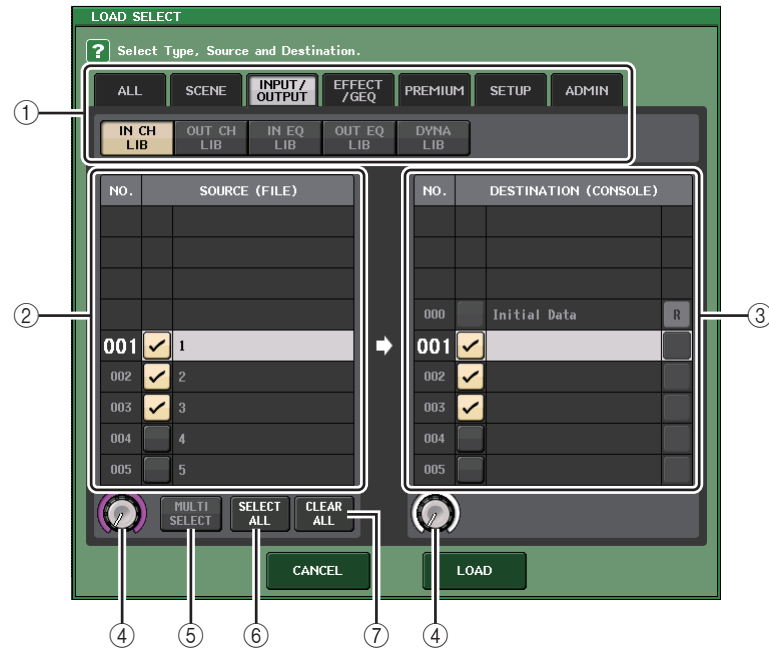 LOAD SELECT
? Select Type, Source and Destination.
ALL SCENE INPUT/ OUTPUT EFFECT /GEQ PREMIUM SETUP ADMIN
①
IN CH LIB OUT CH LIB IN EQ LIB OUT EQ LIB DYNA LIB
NO. SOURCE (FILE) NO. DESTINATION (CONSOLE)
② 000 Initial Data R ③
001 1 001
002 2 002
003 3 003
004 4 004
005 5 005
MULTI SELECT SELECT ALL CLEAR ALL
CANCEL LOAD
④ ⑤ ⑥ ⑦ ④